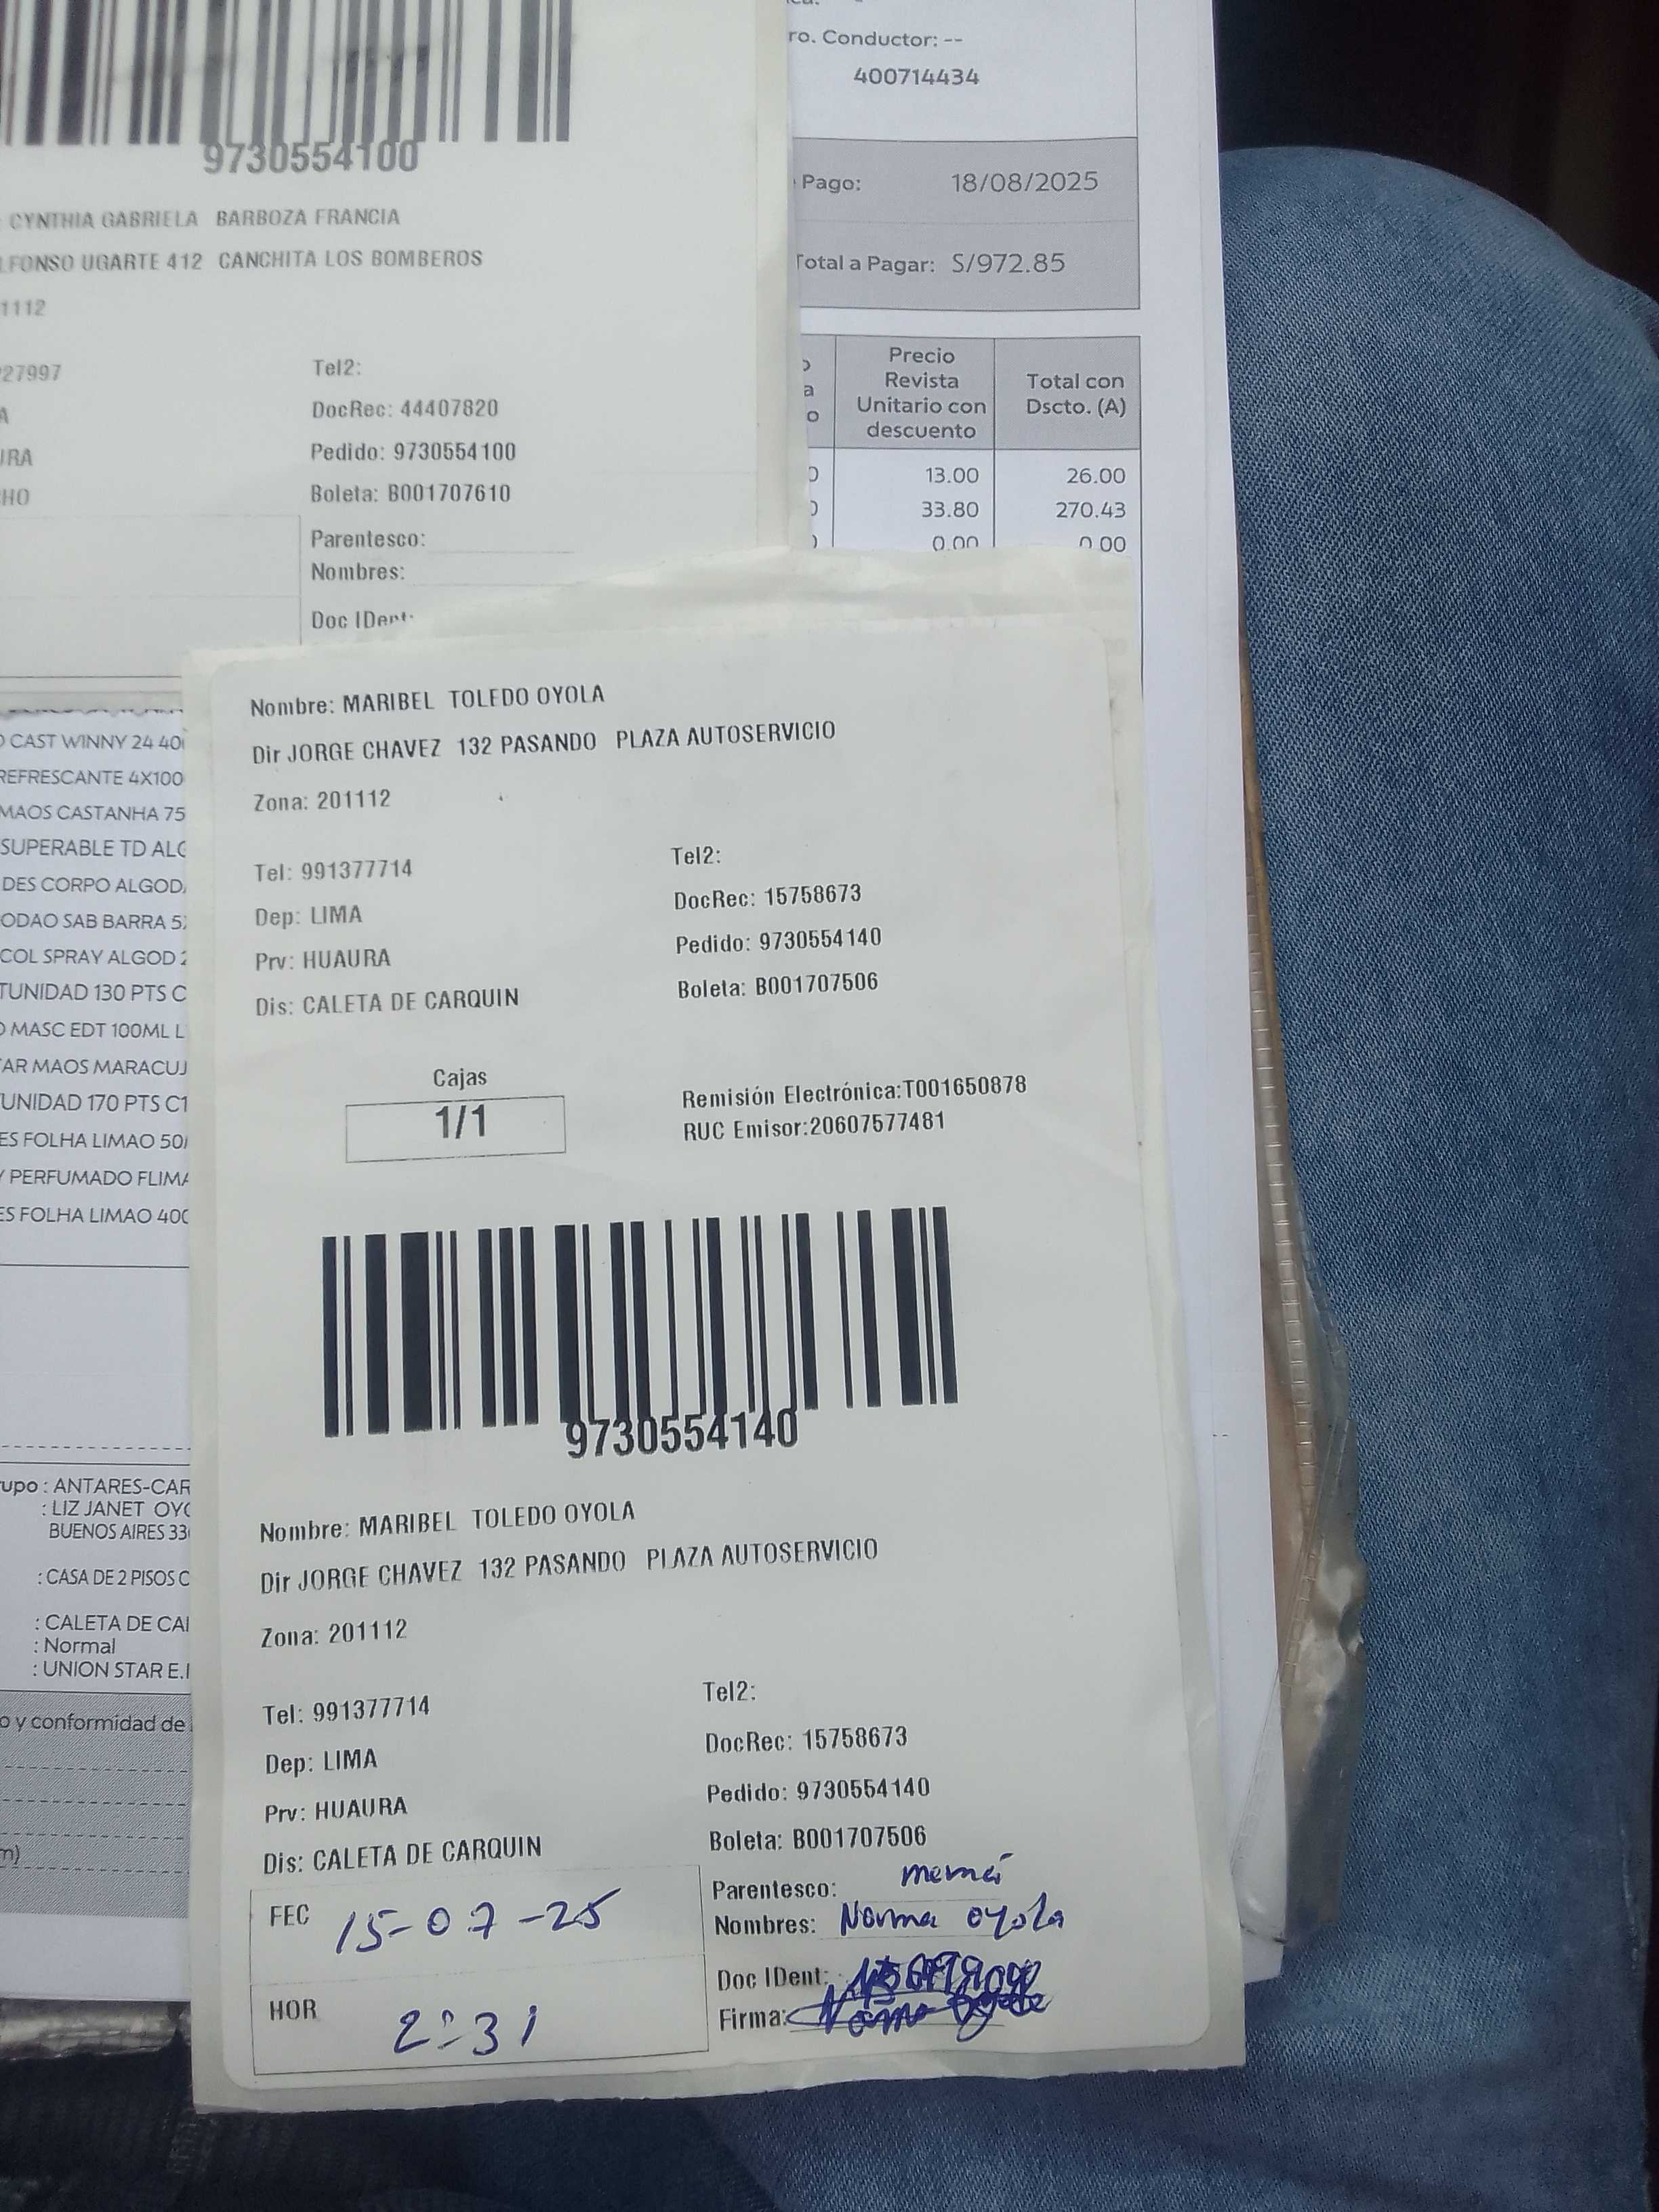 9730554100
CYNTHIA GABRIELA BARBOZA FRANCIA
LFONSO UGARTE 412 CANCHITA LOS BOMBEROS
1112
27997
Tel2:
DocRec: 44407820
Pedido: 9730554100
URA
Boleta: B001707610
HO
Parentesco:
Nombres:
Doc IDent:
ro. Conductor: --
400714434
Pago: 18/08/2025
Total a Pagar: S/972.85
Precio Revista Unitario con descuento
Total con Dscto. (A)
13.00 26.00
33.80 270.43
0.00 0.00
CAST WINNY 24 40
REFRESCANTE 4X100
MAOS CASTANHA 75
SUPERABLE TD ALG
DES CORPO ALGOD
ODAO SAB BARRA 5
COL SPRAY ALGOD 2
TUNIDAD 130 PTS C
MASC EDT 100ML L
AR MAOS MARACUJ
UNIDAD 170 PTS C1
ES FOLHA LIMAO 50
PERFUMADO FLIMA
ES FOLHA LIMAO 400
upo : ANTARES-CAR
: LIZ JANET OYO
BUENOS AIRES 33
: CASA DE 2 PISOS C
: CALETA DE CAR
: Normal
: UNION STAR E.I
o y conformidad de
m)
Nombre: MARIBEL TOLEDO OYOLA
Dir JORGE CHAVEZ 132 PASANDO PLAZA AUTOSERVICIO
Zona: 201112
Tel: 991377714
Tel2:
DocRec: 15758673
Dep: LIMA
Pedido: 9730554140
Prv: HUAURA
Boleta: B001707506
Dis: CALETA DE CARQUIN
Cajas
1/1
Remisión Electrónica:T001650878
RUC Emisor:20607577481
9730554140
Nombre: MARIBEL TOLEDO OYOLA
Dir JORGE CHAVEZ 132 PASANDO PLAZA AUTOSERVICIO
Zona: 201112
Tel: 991377714
Tel2:
DocRec: 15758673
Dep: LIMA
Pedido: 9730554140
Prv: HUAURA
Boleta: B001707506
Dis: CALETA DE CARQUIN
Parentesco: mamá
FEC 15-07-25
Nombres: Norma oyola
Doc IDent:
HOR 2:31
Firma: